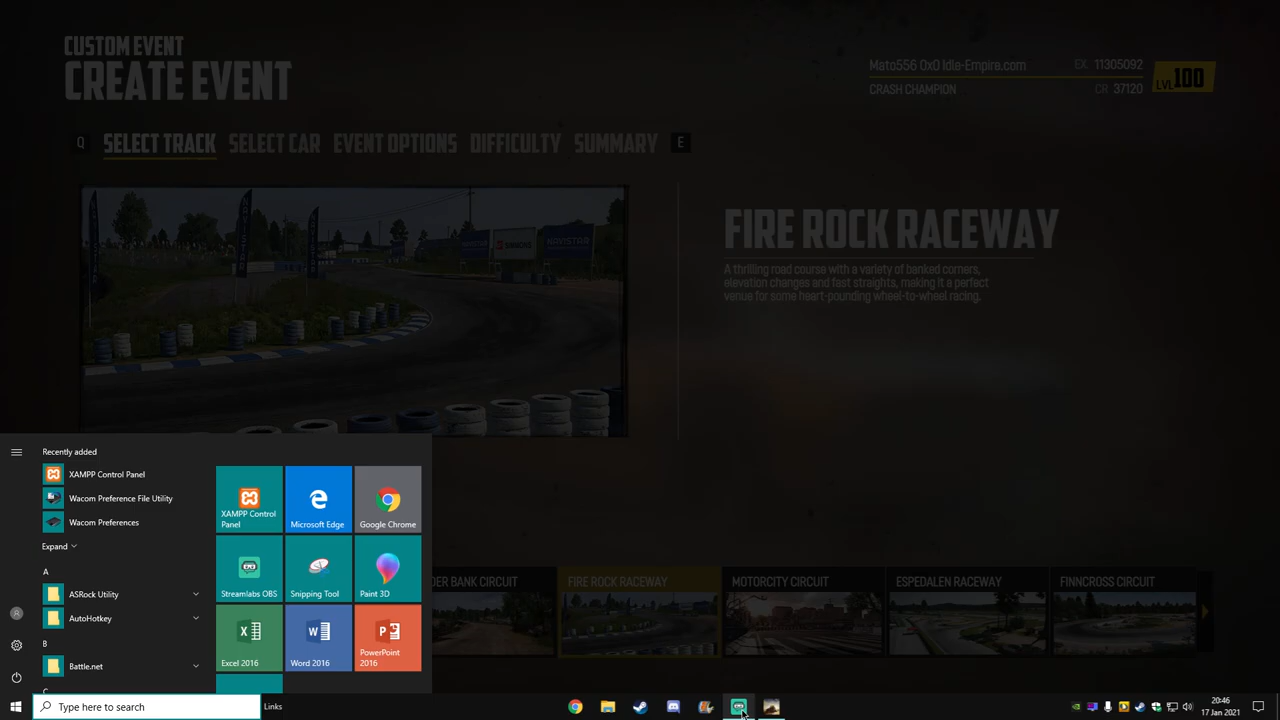 CUSTOM EVENT
CREATE EVENT
Mato556 OxO Idle-Empire.com
EX 11305092
CRASH CHAMPION
CR 37120
LVL 100
Q
SELECT TRACK
SELECT CAR
EVENT OPTIONS
DIFFICULTY
SUMMARY
E
NAVISTAR
FIRE ROCK RACEWAY
A thrilling road course with a variety of banked corners,
elevation changes and fast straights, making it a perfect
venue for some heart-pounding wheel-to-wheel racing.
Recently added
XAMPP Control Panel
Wacom Preference File Utility
Wacom Preferences
Expand
A
ASRock Utility
AutoHotkey
B
Battle.net
XAMPP Control
Panel
Microsoft Edge
Google Chrome
Streamlabs OBS
Snipping Tool
Paint 3D
Excel 2016
Word 2016
PowerPoint
2016
DER BANK CIRCUIT
FIRE ROCK RACEWAY
MOTORCITY CIRCUIT
ESPEDALEN RACEWAY
FINNCROSS CIRCUIT
Type here to search
Links
20:46
17 Jan 2021